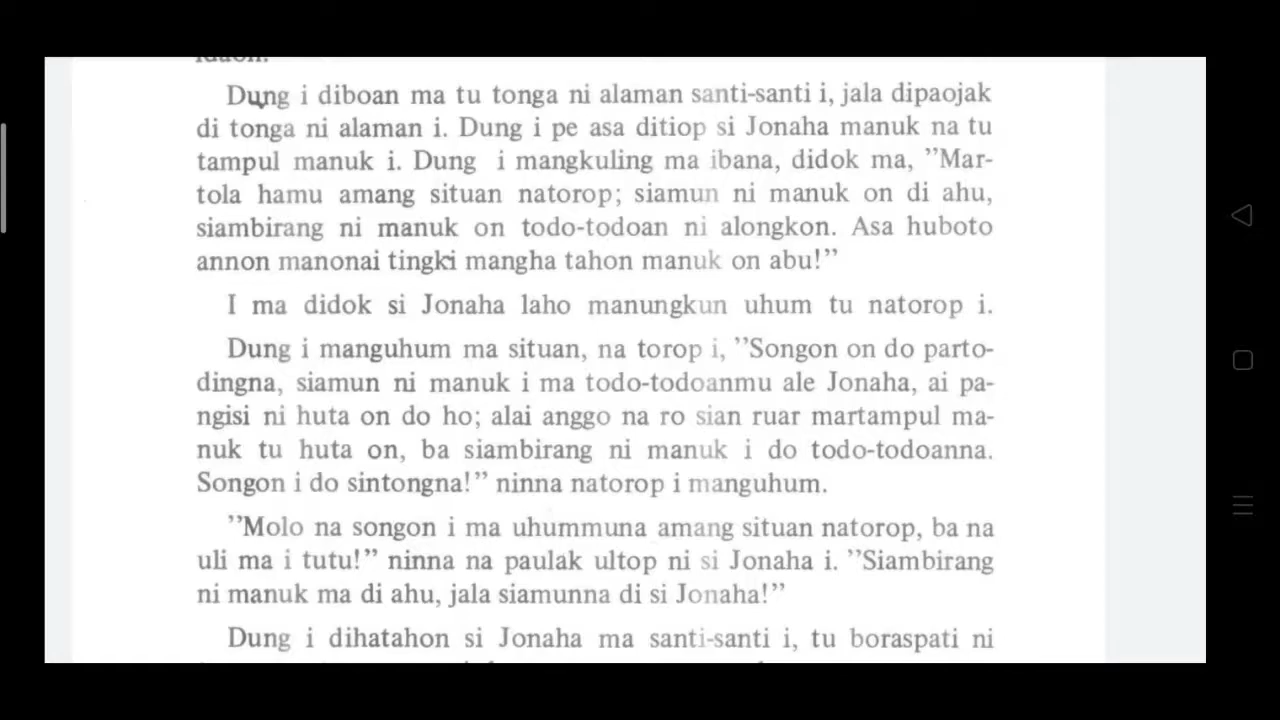 Dung i diboan ma tu tonga ni alaman santi-santi i, jala dipaojak
di tonga ni alaman i. Dung i pe asa ditiop si Jonaha manuk na tu
tampul manuk i. Dung i mangkuling ma ibana, didok ma, ”Mar-
tola hamu amang situan natorop; siamun ni manuk on di ahu,
siambirang ni manuk on todo-todoan ni alongkon. Asa huboto
annon manonai tingki mangha tahon manuk on abu!”
I ma didok si Jonaha laho manungkun uhum tu natorop i.
Dung i manguhum ma situan, na torop i, ”Songon on do parto-
dingna, siamun ni manuk i ma todo-todoanmu ale Jonaha, ai pa-
ngisi ni huta on do ho; alai anggo na ro sian ruar martampul ma-
nuk tu huta on, ba siambirang ni manuk i do todo-todoanna.
Songon i do sintongna!” ninna natorop i manguhum.
”Molo na songon i ma uhummuna amang situan natorop, ba na
uli ma i tutu!” ninna na paulak ultop ni si Jonaha i. ”Siambirang
ni manuk ma di ahu, jala siamunna di si Jonaha!”
Dung i dihatahon si Jonaha ma santi-santi i, tu boraspati ni